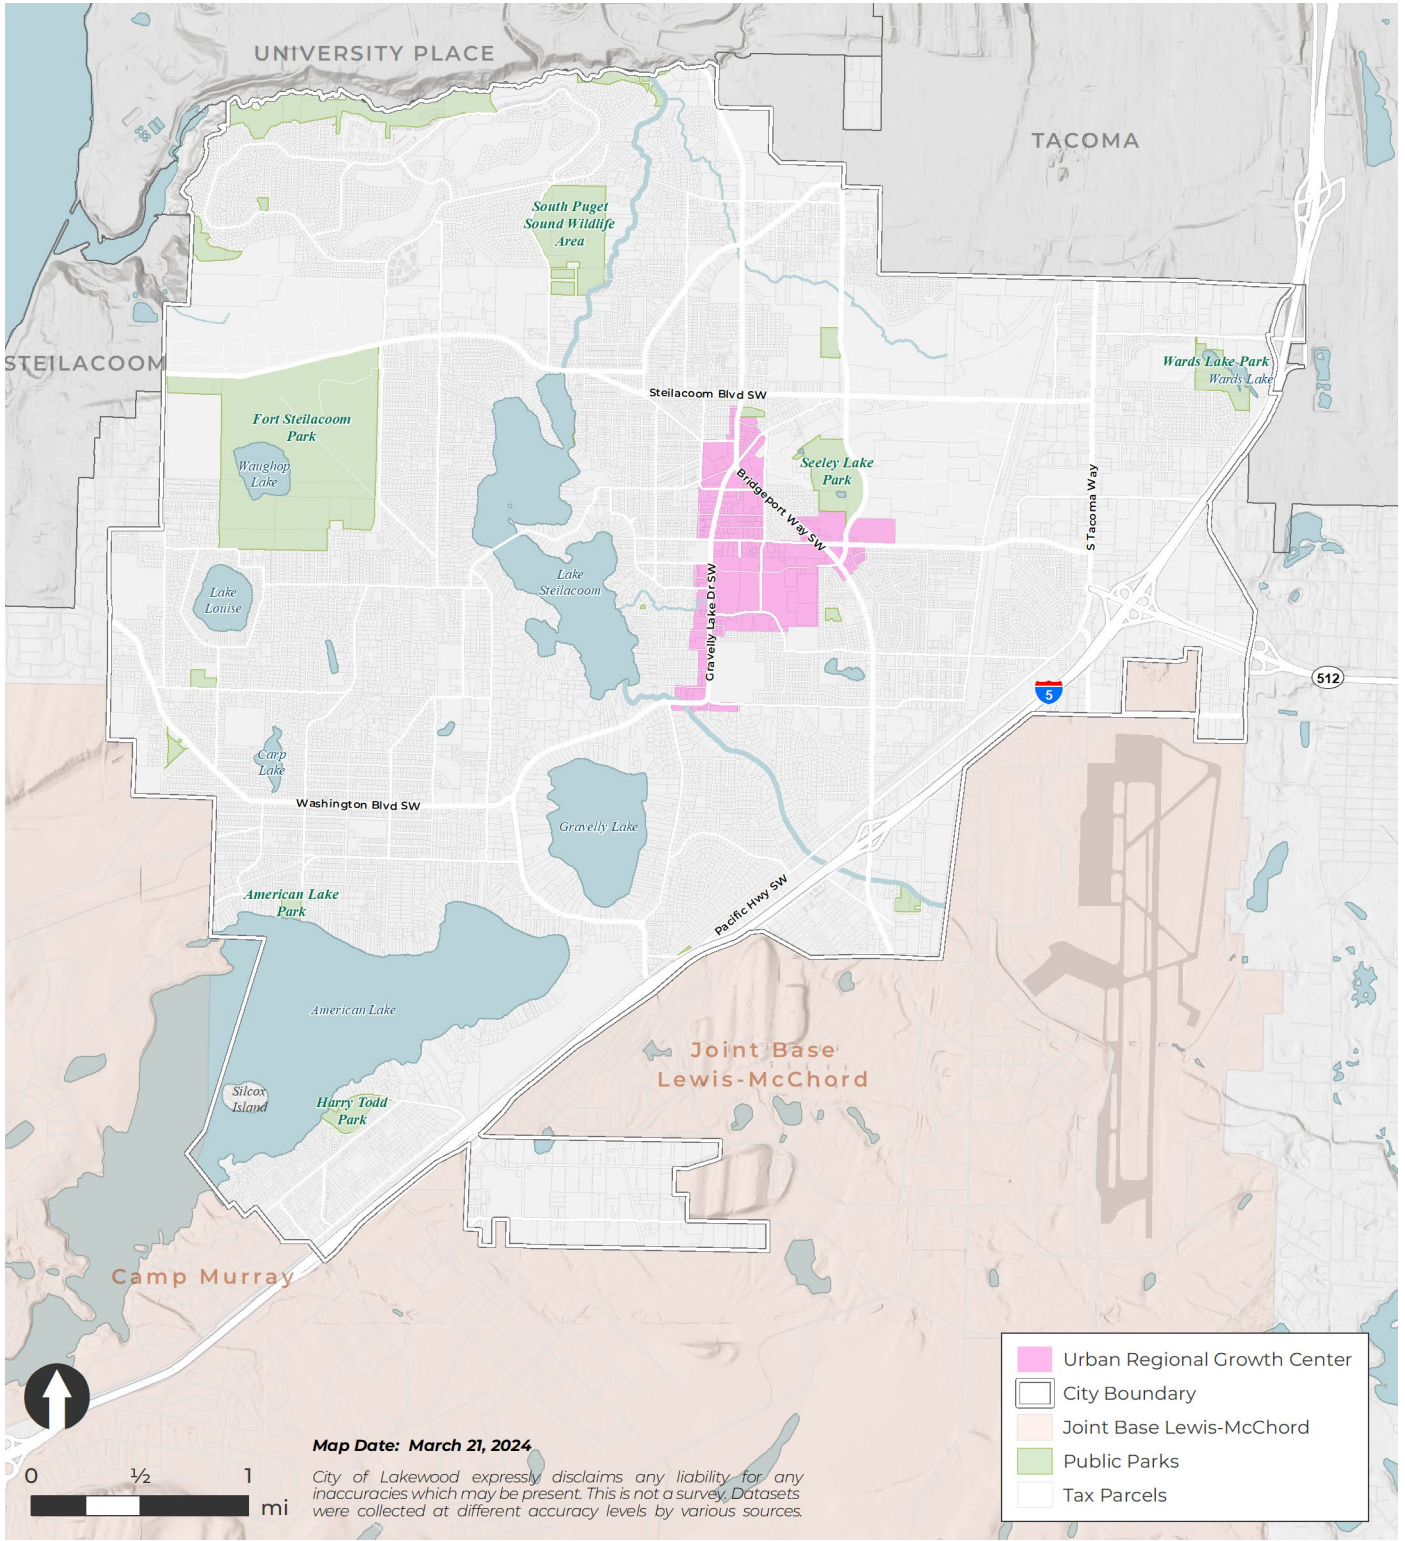 UNIVERSITY PLACE
TACOMA
South Puget
Sound Wildlife
Area
STEILACOOM
Wards Lake Park
Wards Lake
Steilacoom Blvd SW
Fort Steilacoom
Park
Waughop
Lake
Seeley Lake
Park
Bridgeport Way SW
S Tacoma Way
Lake
Steilacoom
Lake
Louise
Gravelly Lake Dr SW
512
5
Carp
Lake
Washington Blvd SW
Gravelly Lake
American Lake
Park
Pacific Hwy SW
American Lake
Joint Base
Lewis-McChord
Silcox
Island
Harry Todd
Park
Camp Murray
Urban Regional Growth Center
City Boundary
Joint Base Lewis-McChord
Public Parks
Tax Parcels
Map Date: March 21, 2024
City of Lakewood expressly disclaims any liability for any
inaccuracies which may be present. This is not a survey. Datasets
were collected at different accuracy levels by various sources.
0 ½ 1
mi